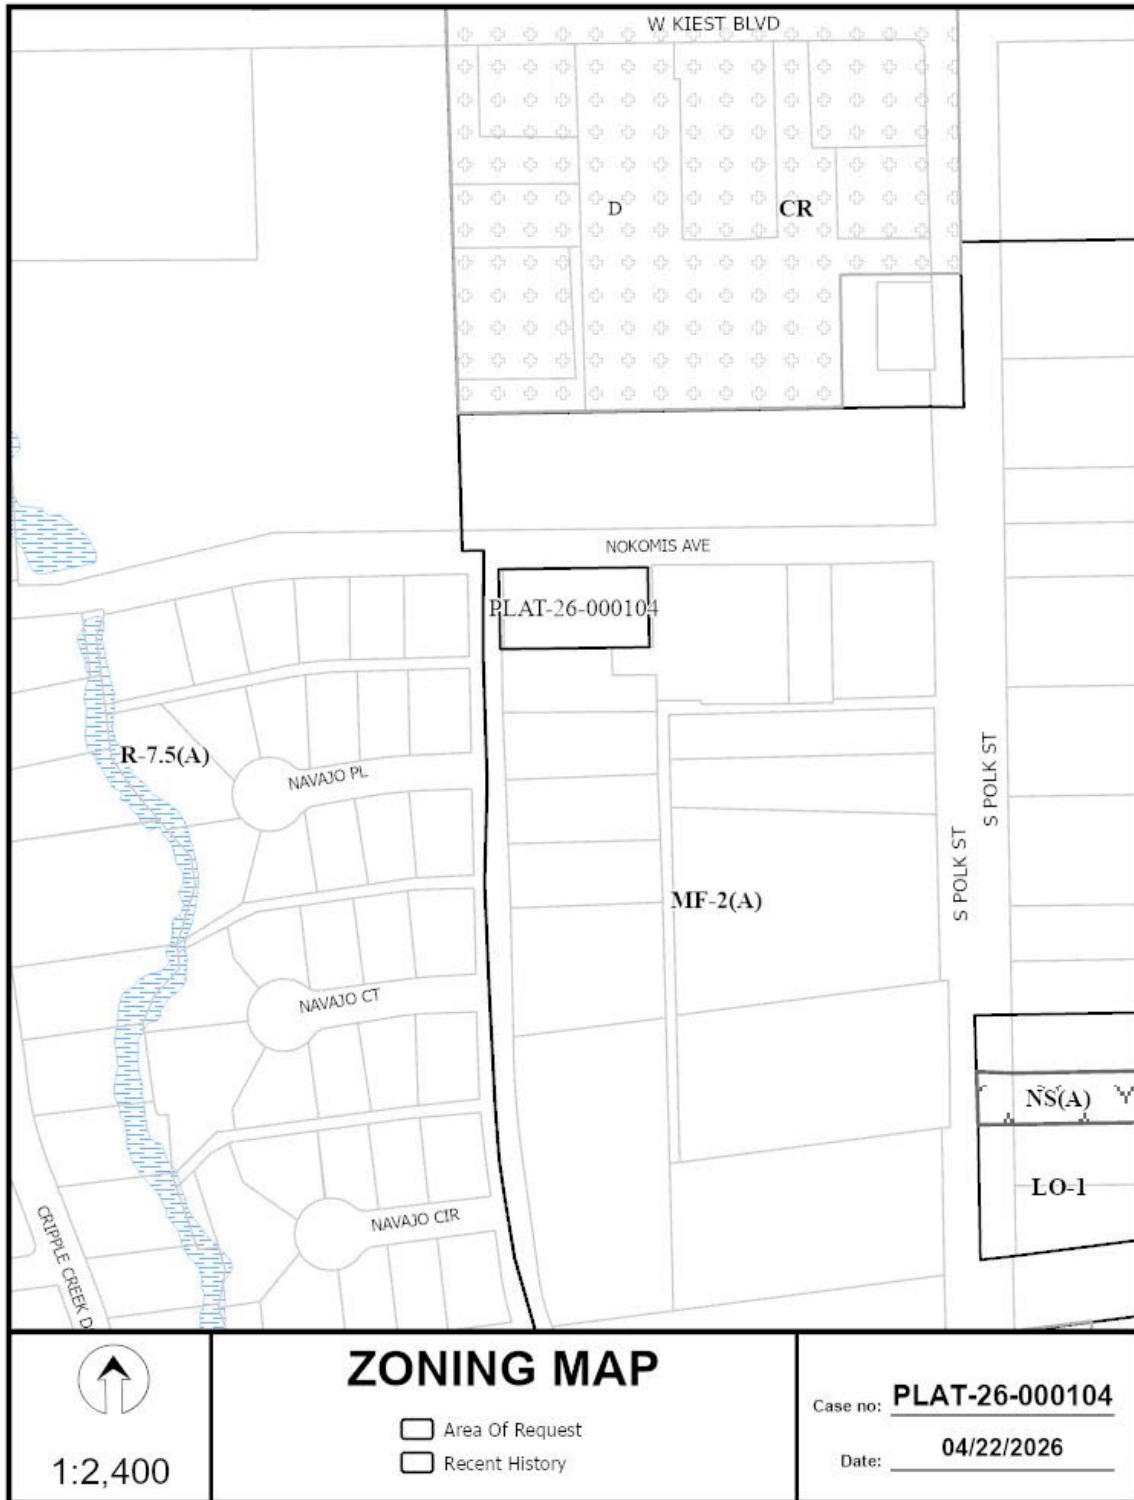 W KIEST BLVD
D
CR
NOKOMIS AVE
PLAT-26-000104
R-7.5(A)
NAVAJO PL
S POLK ST
S POLK ST
MF-2(A)
NAVAJO CT
NS(A)
LO-1
NAVAJO CIR
CRIPPLE CREEK D
ZONING MAP
Area Of Request
Recent History
1:2,400
Case no: PLAT-26-000104
Date: 04/22/2026